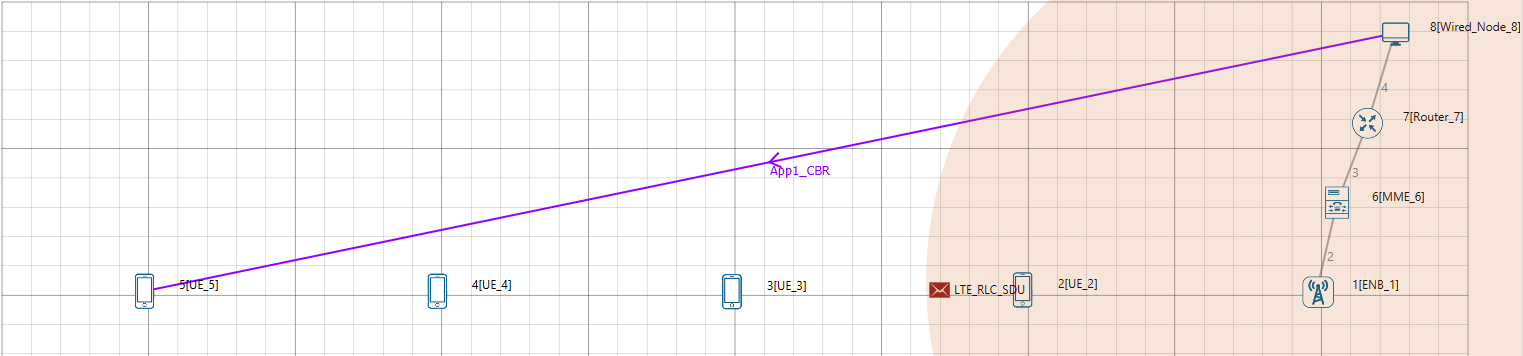 8[Wired_Node_8]
4
7[Router_7]
App1_CBR
3
6[MME_6]
2
5[UE_5]
4[UE_4]
3[UE_3]
LTE_RLC_SDU
2[UE_2]
1[ENB_1]